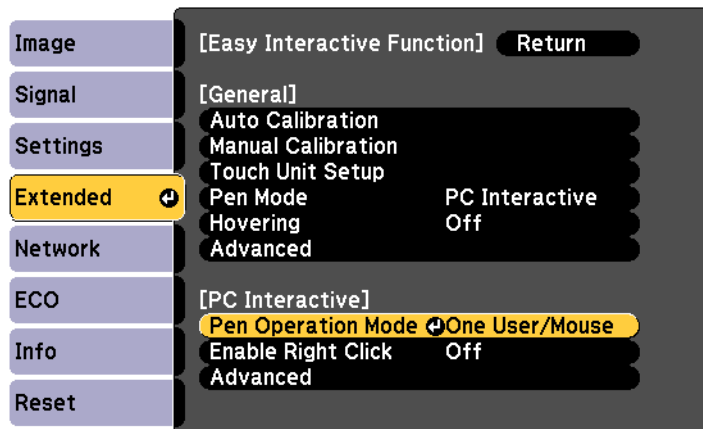 Image
Signal
Settings
Extended
Network
ECO
Info
Reset
[Easy Interactive Function] Return
[General]
Auto Calibration
Manual Calibration
Touch Unit Setup
Pen Mode PC Interactive
Hovering Off
Advanced
[PC Interactive]
Pen Operation Mode One User/Mouse
Enable Right Click Off
Advanced